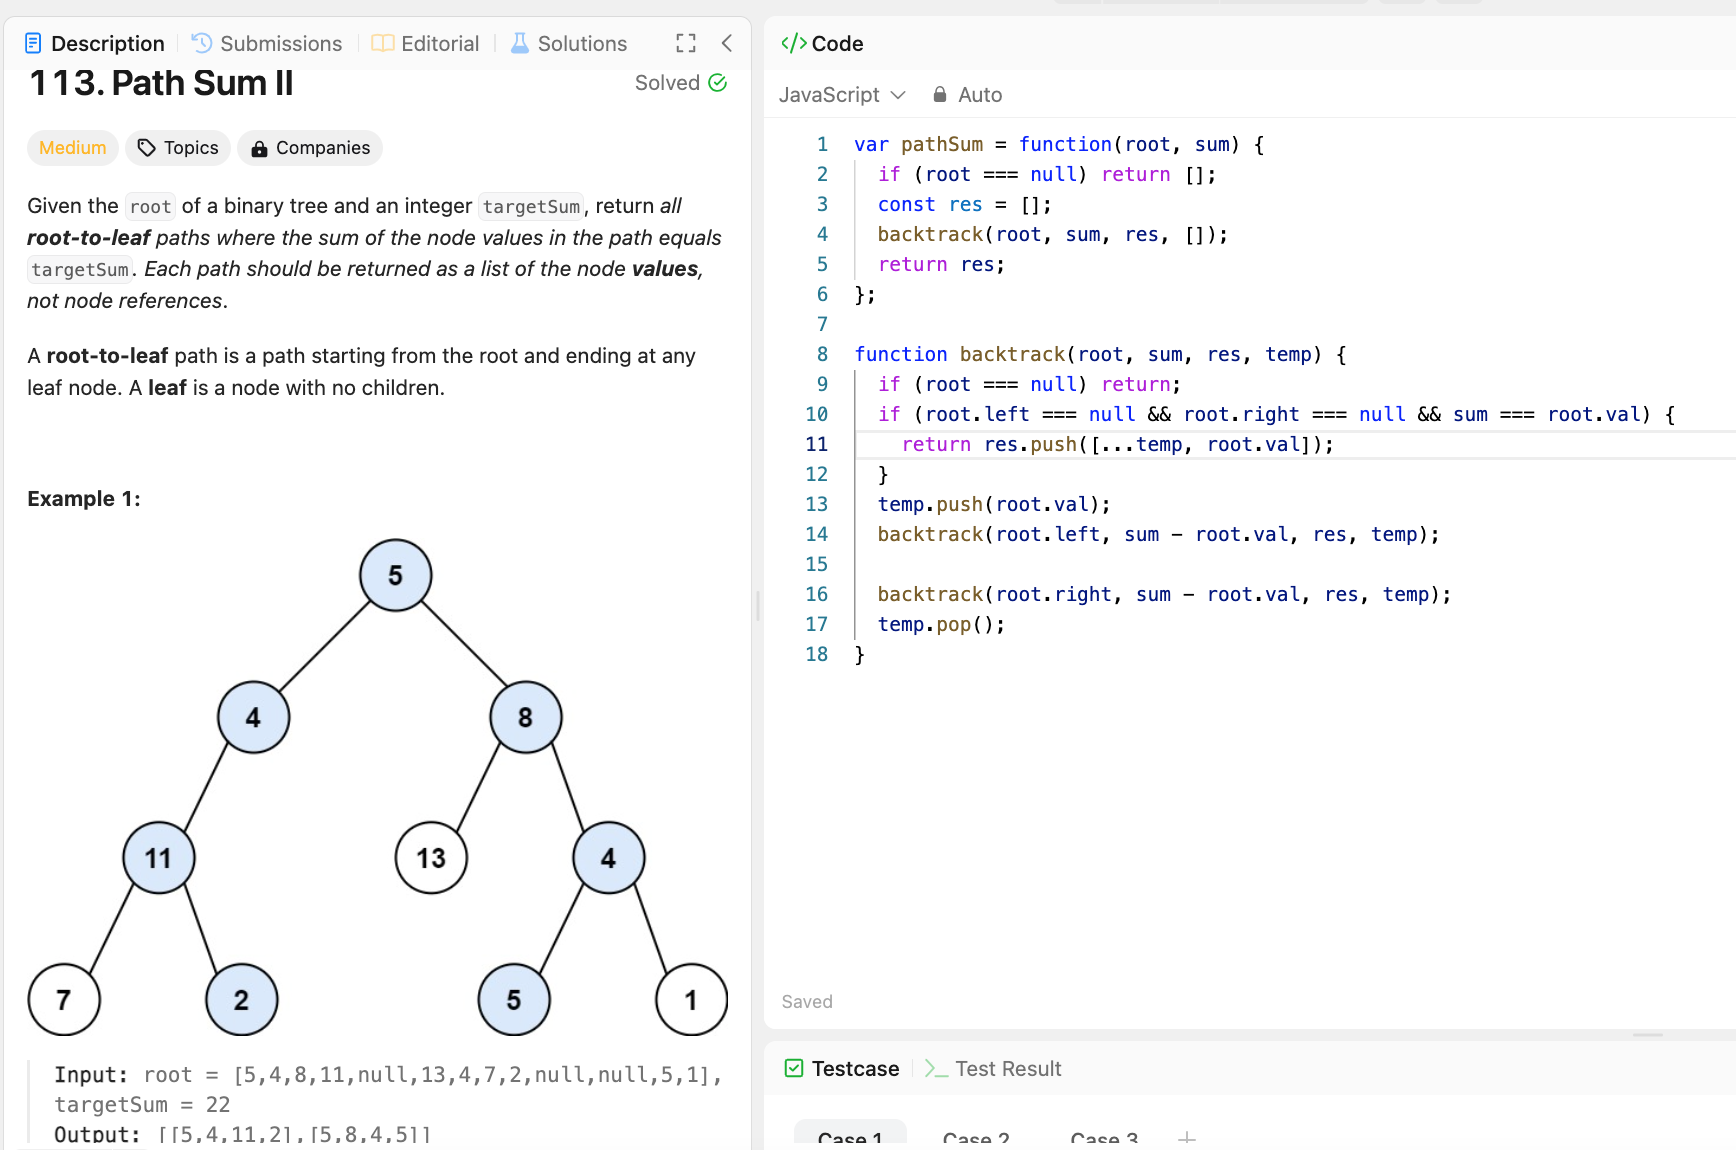 Description
Submissions
Editorial
Solutions
113. Path Sum II
Solved
Medium
Topics
Companies
Given the root of a binary tree and an integer targetSum, return all
root-to-leaf paths where the sum of the node values in the path equals
targetSum. Each path should be returned as a list of the node values,
not node references.
A root-to-leaf path is a path starting from the root and ending at any
leaf node. A leaf is a node with no children.
Example 1:
5
4
8
11
13
4
7
2
5
1
Input: root = [5,4,8,11,null,13,4,7,2,null,null,5,1],
targetSum = 22
Output: [[5,4,11,2],[5,8,4,5]]
</> Code
JavaScript
Auto
1 var pathSum = function(root, sum) {
2   if (root === null) return [];
3   const res = [];
4   backtrack(root, sum, res, []);
5   return res;
6 };
7
8 function backtrack(root, sum, res, temp) {
9   if (root === null) return;
10   if (root.left === null && root.right === null && sum === root.val) {
11     return res.push([...temp, root.val]);
12   }
13   temp.push(root.val);
14   backtrack(root.left, sum - root.val, res, temp);
15
16   backtrack(root.right, sum - root.val, res, temp);
17   temp.pop();
18 }
Saved
Testcase
Test Result
Case 1
Case 2
Case 3